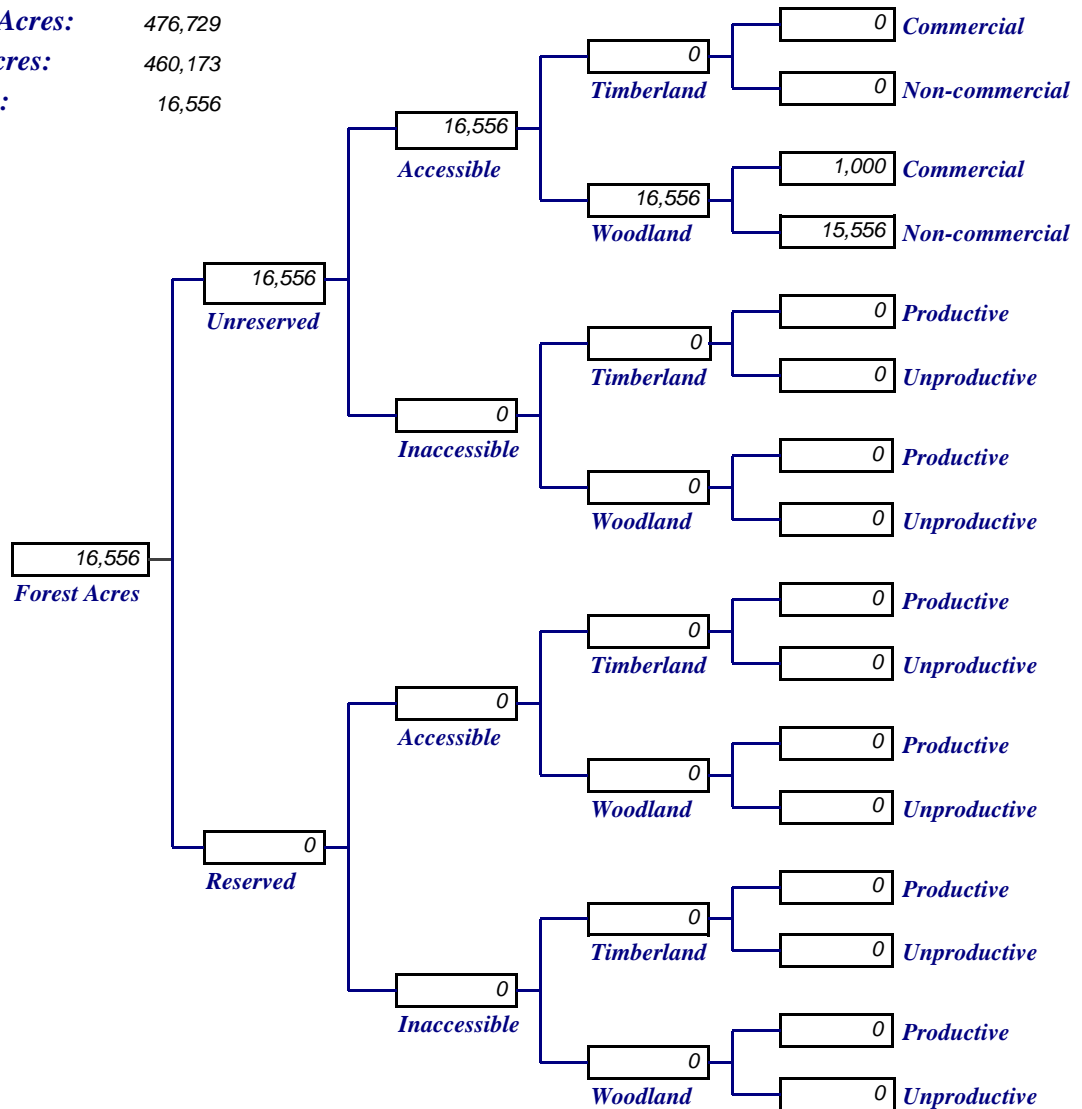 Acres: 476,729
cres: 460,173
: 16,556
0 Commercial
0
Timberland
0 Non-commercial
16,556
Accessible
1,000 Commercial
16,556
Woodland
15,556 Non-commercial
16,556
Unreserved
0 Productive
0
Timberland
0 Unproductive
0
Inaccessible
0 Productive
0
Woodland
0 Unproductive
16,556
Forest Acres
0 Productive
0
Timberland
0 Unproductive
0
Accessible
0 Productive
0
Woodland
0 Unproductive
0
Reserved
0 Productive
0
Timberland
0 Unproductive
0
Inaccessible
0 Productive
0
Woodland
0 Unproductive